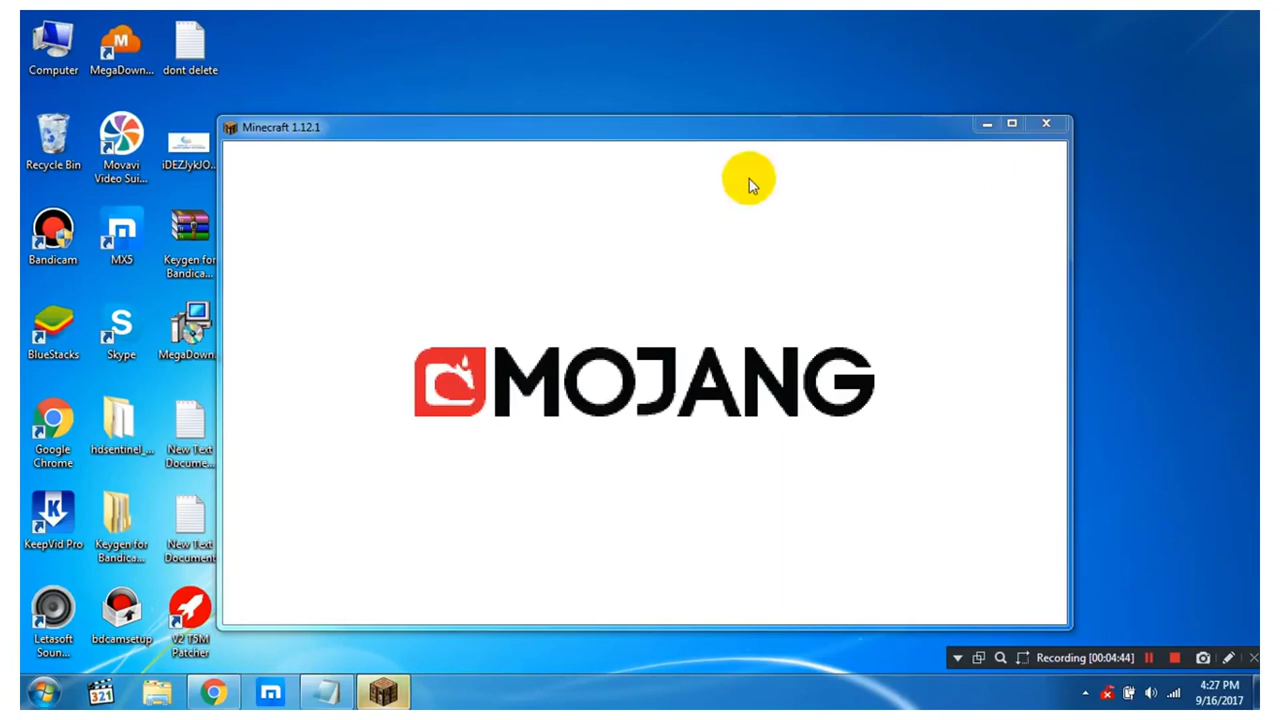 Computer
MegaDown...
dont delete
Minecraft 1.12.1
Recycle Bin
Movavi
Video Sui...
iDEZJykJO...
Bandicam
MX5
Keygen for
Bandica...
BlueStacks
Skype
MegaDown...
MOJANG
Google
Chrome
hdsentinel_...
New Text
Docume...
KeepVid Pro
Keygen for
Bandica...
New Text
Document
Letasoft
Soun...
bdcamsetup
V2 T5M
Patcher
Recording [00:04:44]
321
4:27 PM
9/16/2017